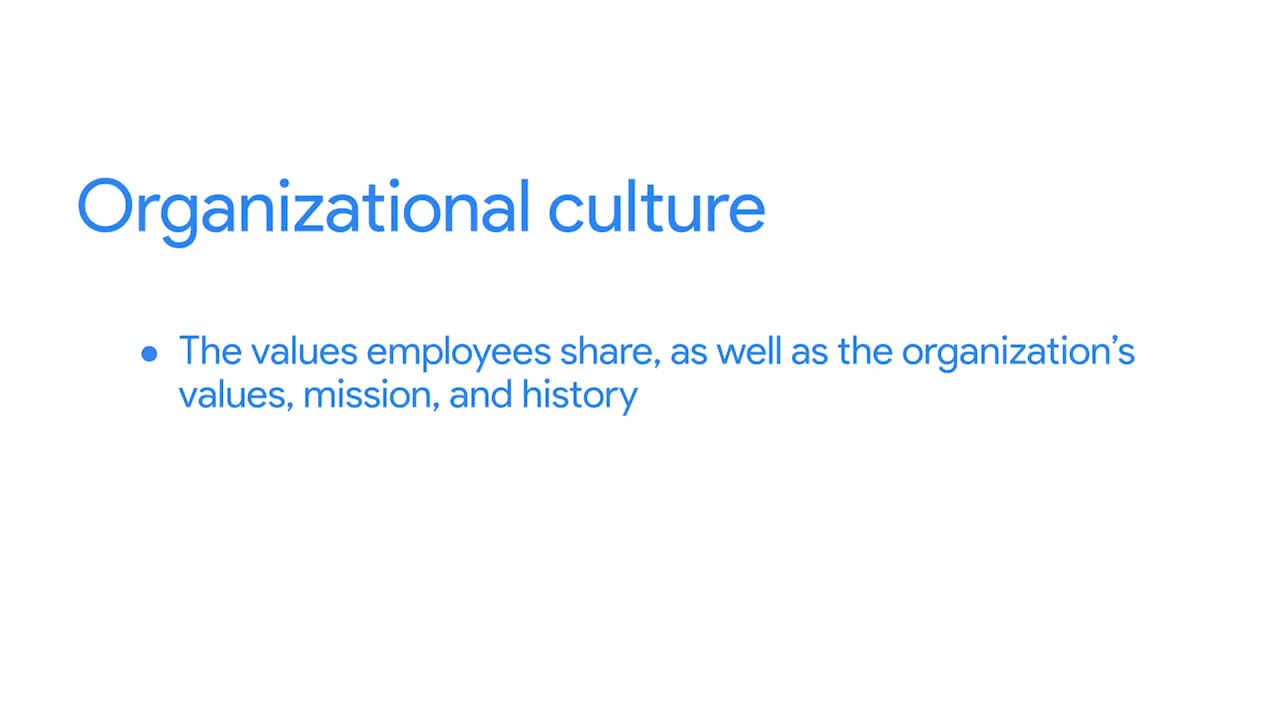 Organizational culture
● The values employees share, as well as the organization’s
values, mission, and history